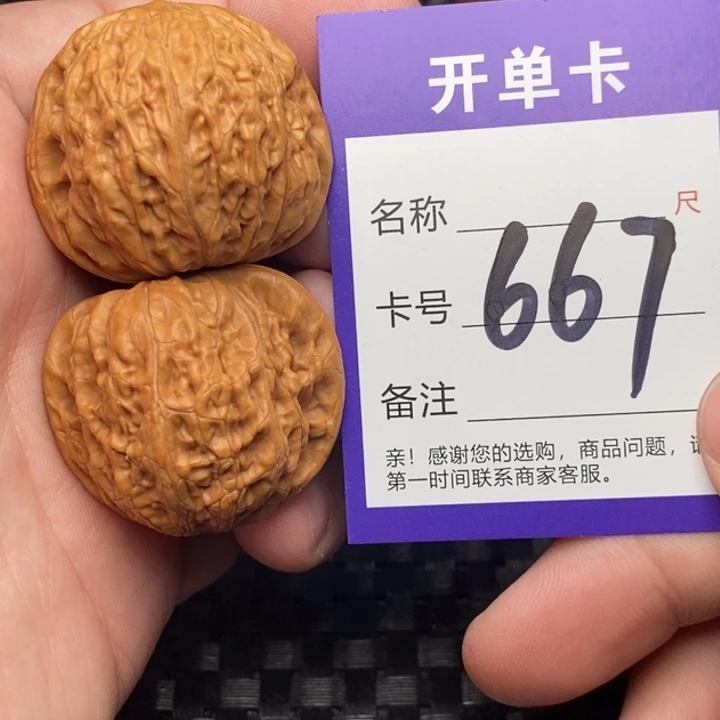 开单卡
名称 尺
卡号 667
备注
亲！感谢您的选购，商品问题，
第一时间联系商家客服。